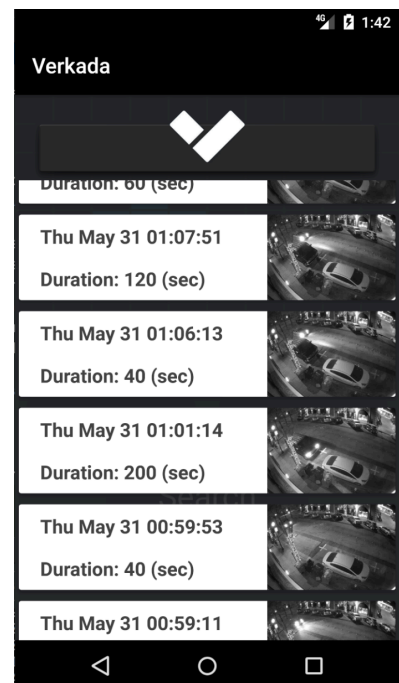 4G 1:42
Verkada
Duration: 60 (sec)
Thu May 31 01:07:51
Duration: 120 (sec)
Thu May 31 01:06:13
Duration: 40 (sec)
Thu May 31 01:01:14
Duration: 200 (sec)
Search
Thu May 31 00:59:53
Duration: 40 (sec)
Thu May 31 00:59:11